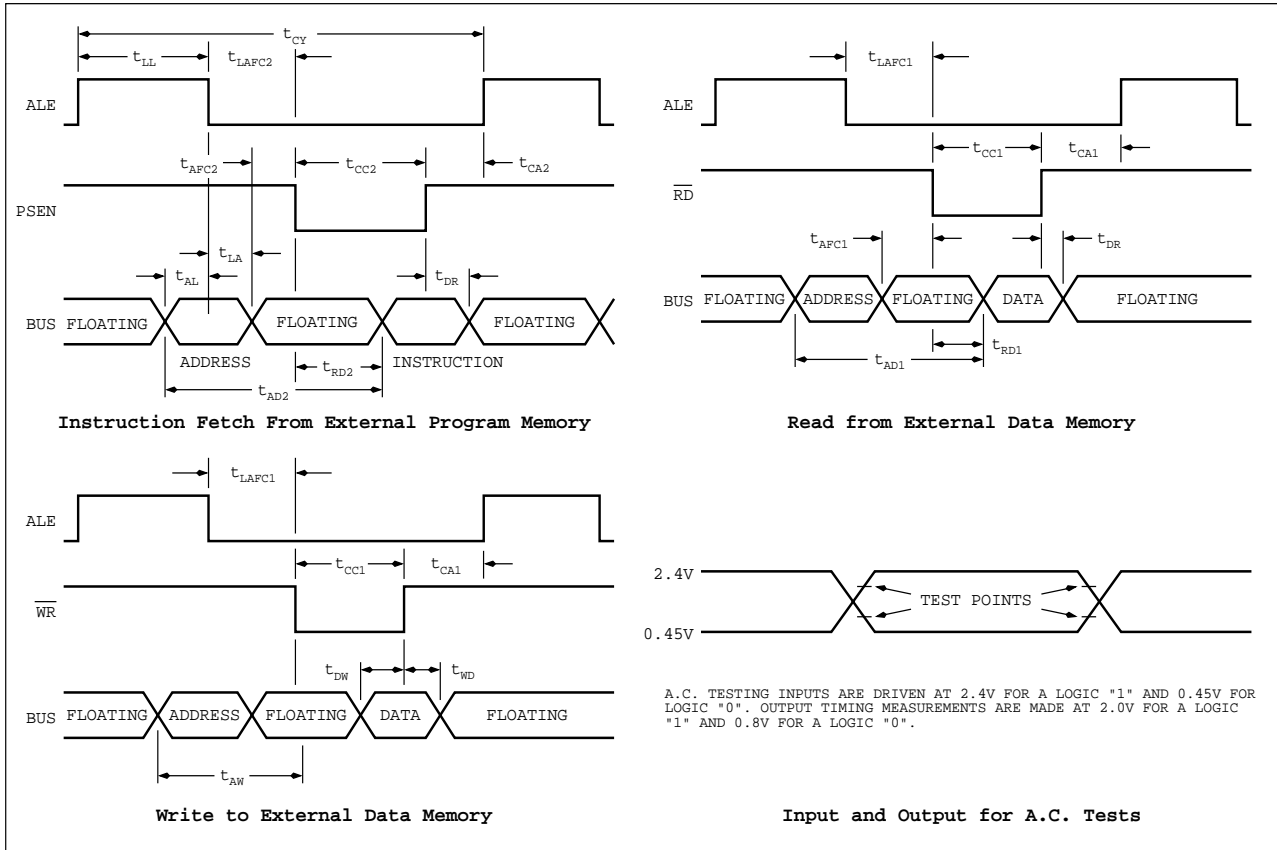 t_CY
t_LL t_LAFC2
ALE
t_AFC2 t_CC2 t_CA2
PSEN
t_LA
t_AL t_DR
BUS FLOATING FLOATING FLOATING
ADDRESS t_RD2 INSTRUCTION
t_AD2
Instruction Fetch From External Program Memory
t_LAFC1
ALE
t_CC1 t_CA1
RD
t_AFC1 t_DR
BUS FLOATING ADDRESS FLOATING DATA FLOATING
t_RD1
t_AD1
Read from External Data Memory
t_LAFC1
ALE
t_CC1 t_CA1
WR
t_DW t_WD
BUS FLOATING ADDRESS FLOATING DATA FLOATING
t_AW
Write to External Data Memory
2.4V
TEST POINTS
0.45V
A.C. TESTING INPUTS ARE DRIVEN AT 2.4V FOR A LOGIC "1" AND 0.45V FOR
LOGIC "0". OUTPUT TIMING MEASUREMENTS ARE MADE AT 2.0V FOR A LOGIC
"1" AND 0.8V FOR A LOGIC "0".
Input and Output for A.C. Tests